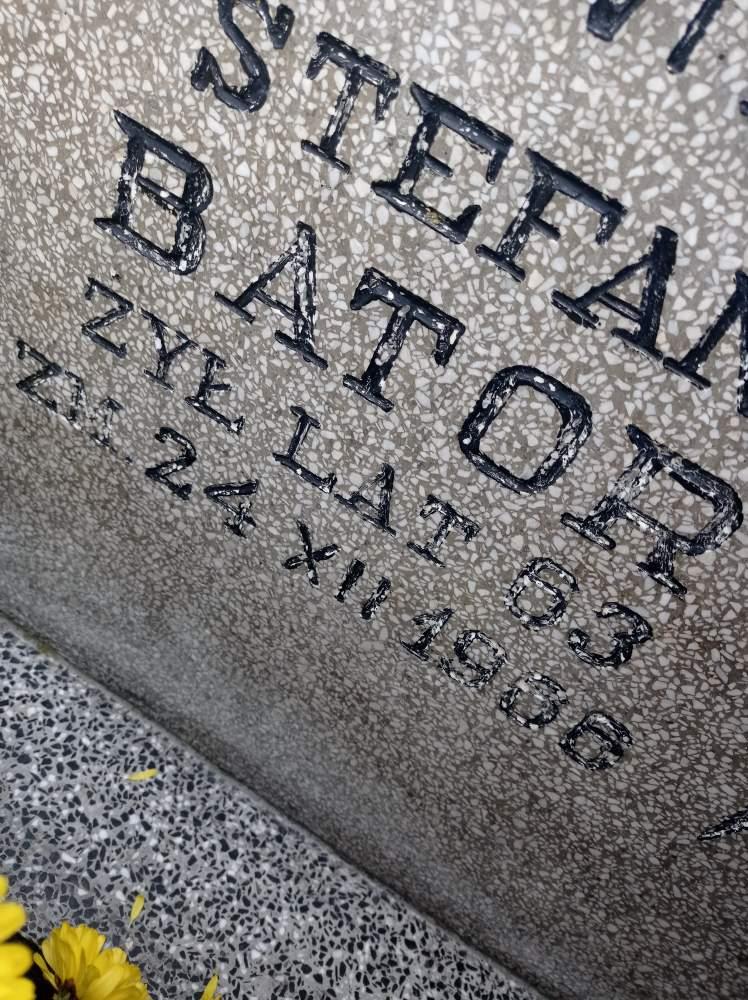 STEFAN
BATOR
ŻYŁ LAT 63
ZM. 24 XII 1966